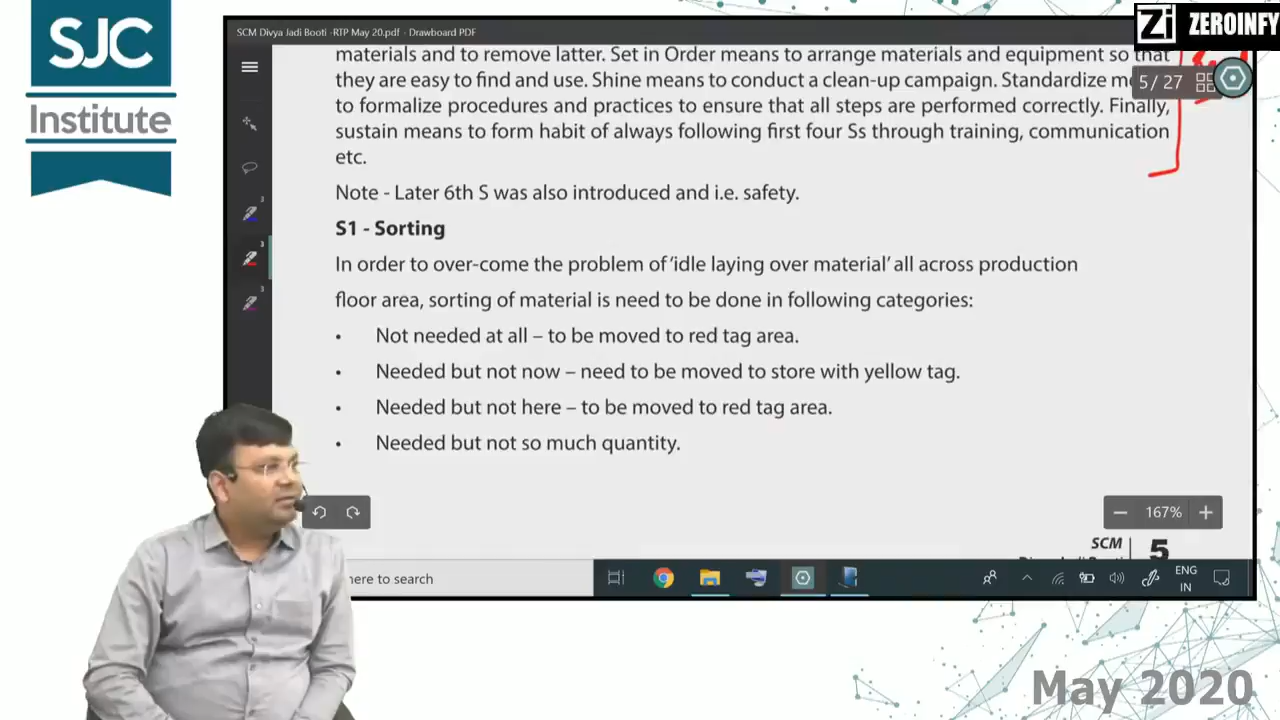 SJC
Institute
Zi ZEROINFY
SCM Divya Jadi Booti -RTP May 20.pdf - Drawboard PDF
materials and to remove latter. Set in Order means to arrange materials and equipment so that
they are easy to find and use. Shine means to conduct a clean-up campaign. Standardize m
5 / 27
to formalize procedures and practices to ensure that all steps are performed correctly. Finally,
sustain means to form habit of always following first four Ss through training, communication
etc.
Note - Later 6th S was also introduced and i.e. safety.
S1 - Sorting
In order to over-come the problem of 'idle laying over material' all across production
floor area, sorting of material is need to be done in following categories:
• Not needed at all – to be moved to red tag area.
• Needed but not now – need to be moved to store with yellow tag.
• Needed but not here – to be moved to red tag area.
• Needed but not so much quantity.
3
3
3
167%
SCM
5
here to search
ENG
IN
May 2020